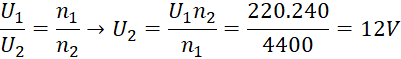 U₁/U₂ = n₁/n₂ → U₂ = U₁n₂/n₁ = 220.240/4400 = 12V